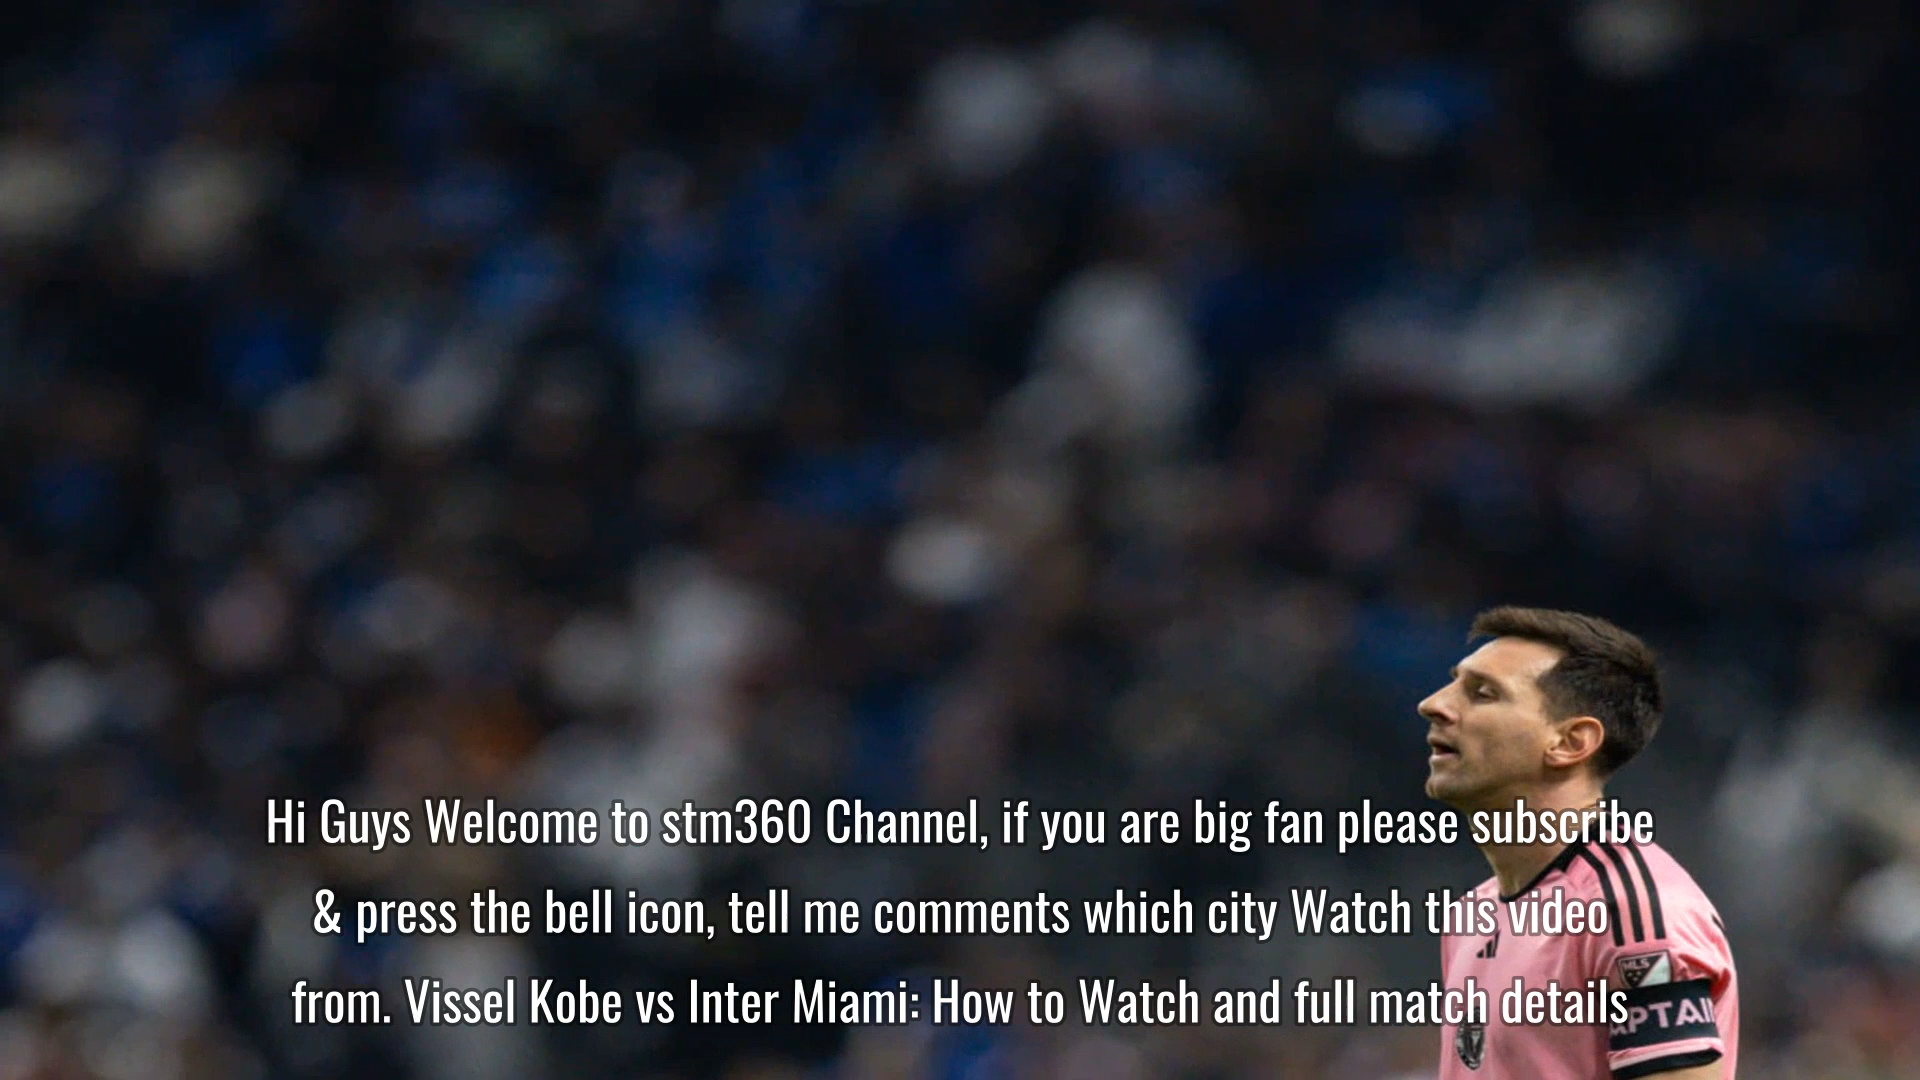 Hi Guys Welcome to stm360 Channel, if you are big fan please subscribe
& press the bell icon, tell me comments which city Watch this video
from. Vissel Kobe vs Inter Miami: How to Watch and full match details
MLS
APTAI